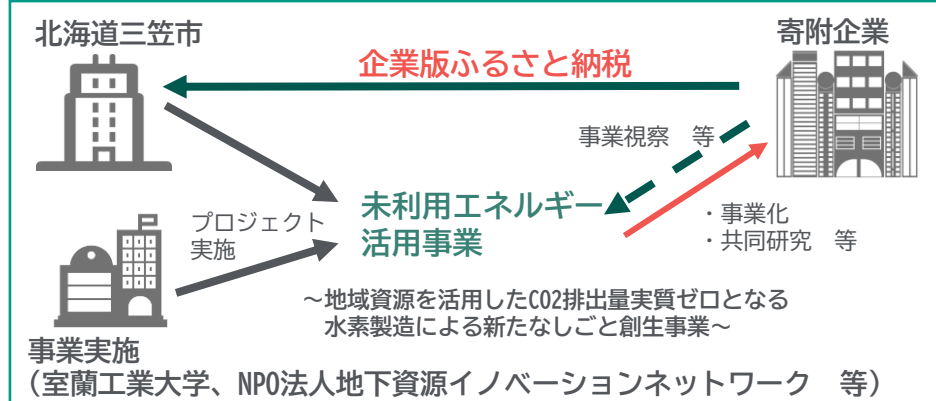 北海道三笠市
寄附企業
企業版ふるさと納税
事業視察　等
未利用エネルギー
活用事業
プロジェクト
実施
・事業化
・共同研究　等
～地域資源を活用したCO2排出量実質ゼロとなる
水素製造による新たなしごと創生事業～
事業実施
（室蘭工業大学、NPO法人地下資源イノベーションネットワーク　等）